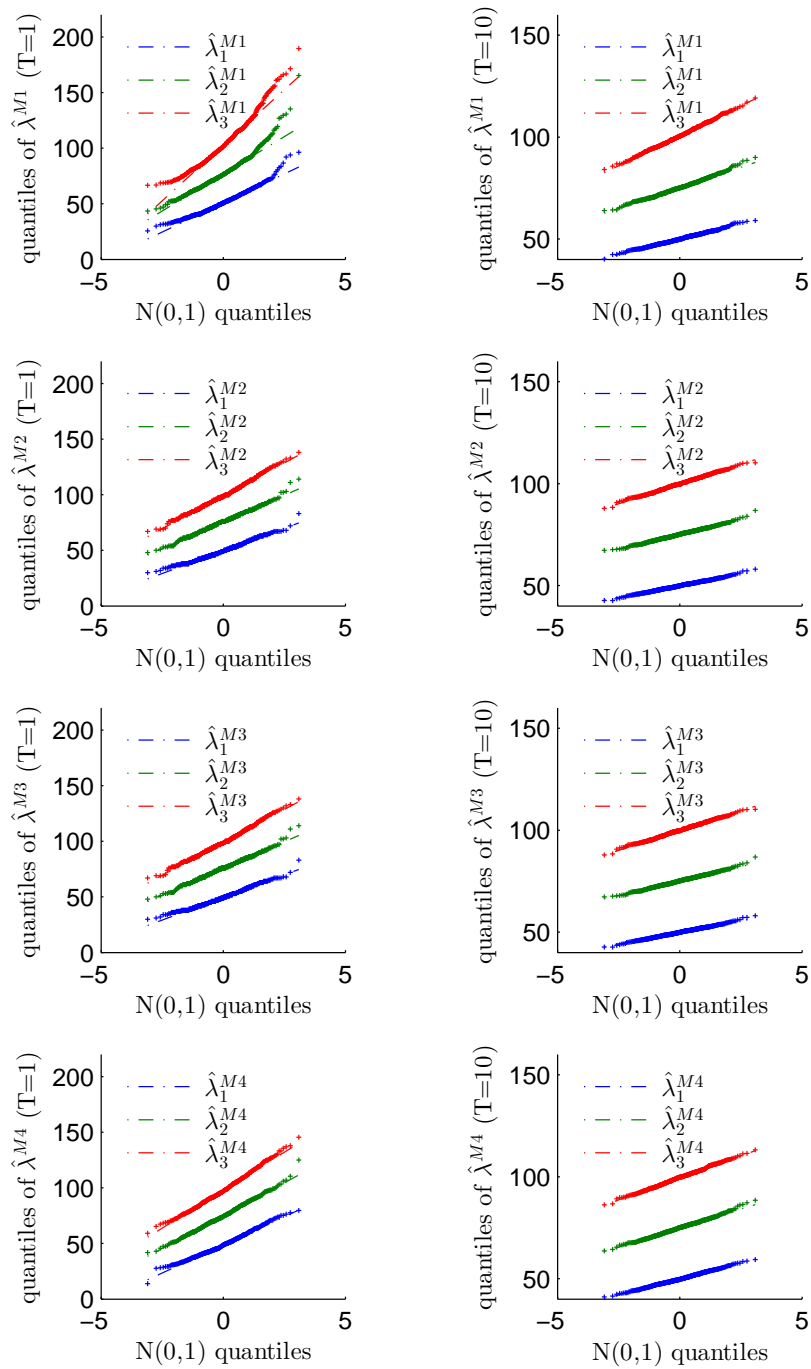 quantiles of λ̂^{M1} (T=1)
200
150
100
50
0
−5
0
5
N(0,1) quantiles
λ̂_1^{M1}
λ̂_2^{M1}
λ̂_3^{M1}
quantiles of λ̂^{M1} (T=10)
150
100
50
−5
0
5
N(0,1) quantiles
λ̂_1^{M1}
λ̂_2^{M1}
λ̂_3^{M1}
quantiles of λ̂^{M2} (T=1)
200
150
100
50
0
−5
0
5
N(0,1) quantiles
λ̂_1^{M2}
λ̂_2^{M2}
λ̂_3^{M2}
quantiles of λ̂^{M2} (T=10)
150
100
50
−5
0
5
N(0,1) quantiles
λ̂_1^{M2}
λ̂_2^{M2}
λ̂_3^{M2}
quantiles of λ̂^{M3} (T=1)
200
150
100
50
0
−5
0
5
N(0,1) quantiles
λ̂_1^{M3}
λ̂_2^{M3}
λ̂_3^{M3}
quantiles of λ̂^{M3} (T=10)
150
100
50
−5
0
5
N(0,1) quantiles
λ̂_1^{M3}
λ̂_2^{M3}
λ̂_3^{M3}
quantiles of λ̂^{M4} (T=1)
200
150
100
50
0
−5
0
5
N(0,1) quantiles
λ̂_1^{M4}
λ̂_2^{M4}
λ̂_3^{M4}
quantiles of λ̂^{M4} (T=10)
150
100
50
−5
0
5
N(0,1) quantiles
λ̂_1^{M4}
λ̂_2^{M4}
λ̂_3^{M4}